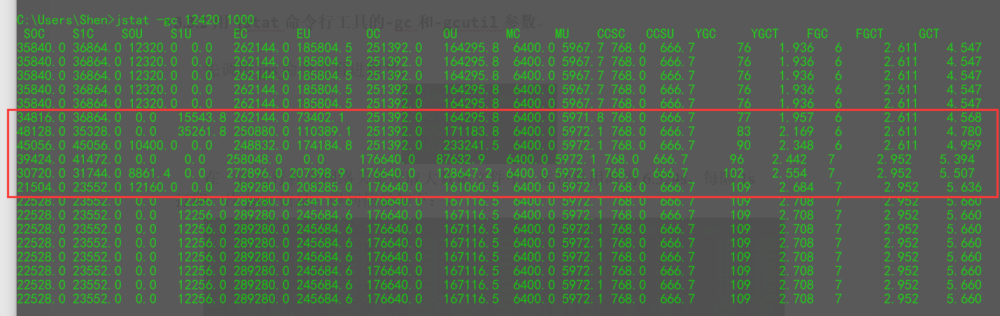 C:\Users\Shen>jstat -gc 12420 1000
S0C S1C S0U S1U EC EU OC OU MC MU CCSC CCSU YGC YGCT FGC FGCT GCT
35840.0 36864.0 12320.0 0.0 262144.0 185804.5 251392.0 164295.8 6400.0 5967.7 768.0 666.7 76 1.936 6 2.611 4.547
35840.0 36864.0 12320.0 0.0 262144.0 185804.5 251392.0 164295.8 6400.0 5967.7 768.0 666.7 76 1.936 6 2.611 4.547
35840.0 36864.0 12320.0 0.0 262144.0 185804.5 251392.0 164295.8 6400.0 5967.7 768.0 666.7 76 1.936 6 2.611 4.547
35840.0 36864.0 12320.0 0.0 262144.0 185804.5 251392.0 164295.8 6400.0 5967.7 768.0 666.7 76 1.936 6 2.611 4.547
35840.0 36864.0 12320.0 0.0 262144.0 185804.5 251392.0 164295.8 6400.0 5967.7 768.0 666.7 76 1.936 6 2.611 4.547
34816.0 36864.0 0.0 15543.8 262144.0 73402.1 251392.0 164295.8 6400.0 5971.8 768.0 666.7 77 1.957 6 2.611 4.568
48128.0 35328.0 0.0 35261.8 250880.0 110389.1 251392.0 171183.8 6400.0 5972.1 768.0 666.7 83 2.169 6 2.611 4.780
45056.0 45056.0 10400.0 0.0 248832.0 174184.8 251392.0 233241.5 6400.0 5972.1 768.0 666.7 90 2.348 6 2.611 4.959
39424.0 41472.0 0.0 0.0 258048.0 0.0 176640.0 87632.9 6400.0 5972.1 768.0 666.7 96 2.442 7 2.952 5.394
30720.0 31744.0 8861.4 0.0 272896.0 207398.1 176640.0 128647.2 6400.0 5972.1 768.0 666.7 102 2.554 7 2.952 5.507
21504.0 23552.0 12160.0 0.0 289280.0 208285.0 176640.0 161060.5 6400.0 5972.1 768.0 666.7 109 2.684 7 2.952 5.636
22528.0 23552.0 0.0 12256.0 289280.0 234113.6 176640.0 167116.5 6400.0 5972.1 768.0 666.7 109 2.708 7 2.952 5.660
22528.0 23552.0 0.0 12256.0 289280.0 245684.6 176640.0 167116.5 6400.0 5972.1 768.0 666.7 109 2.708 7 2.952 5.660
22528.0 23552.0 0.0 12256.0 289280.0 245684.6 176640.0 167116.5 6400.0 5972.1 768.0 666.7 109 2.708 7 2.952 5.660
22528.0 23552.0 0.0 12256.0 289280.0 245684.6 176640.0 167116.5 6400.0 5972.1 768.0 666.7 109 2.708 7 2.952 5.660
22528.0 23552.0 0.0 12256.0 289280.0 245684.6 176640.0 167116.5 6400.0 5972.1 768.0 666.7 109 2.708 7 2.952 5.660
22528.0 23552.0 0.0 12256.0 289280.0 245684.6 176640.0 167116.5 6400.0 5972.1 768.0 666.7 109 2.708 7 2.952 5.660
22528.0 23552.0 0.0 12256.0 289280.0 245684.6 176640.0 167116.5 6400.0 5972.1 768.0 666.7 109 2.708 7 2.952 5.660
22528.0 23552.0 0.0 12256.0 289280.0 245684.6 176640.0 167116.5 6400.0 5972.1 768.0 666.7 109 2.708 7 2.952 5.660